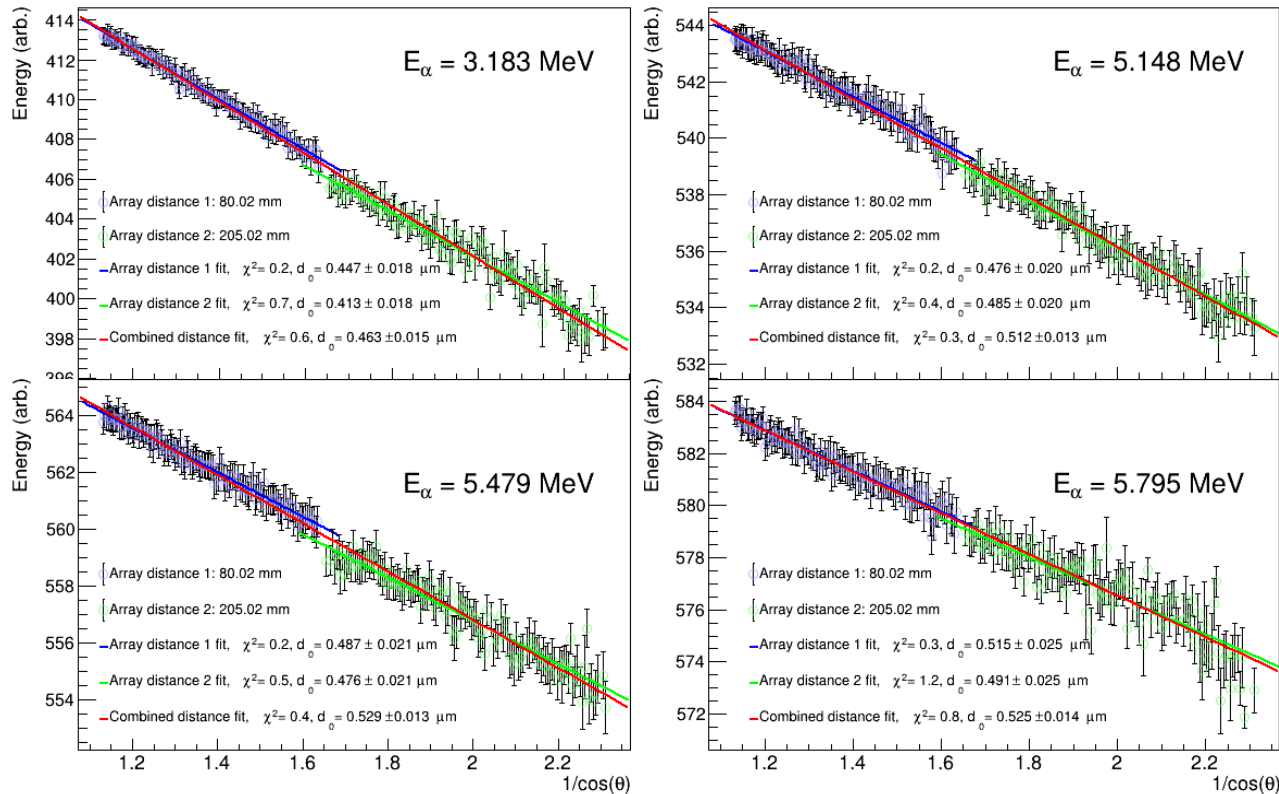 Energy (arb.)
414
412
410
408
406
404
402
400
398
396
E_α = 3.183 MeV
Array distance 1: 80.02 mm
Array distance 2: 205.02 mm
Array distance 1 fit, χ²= 0.2, d₀ = 0.447 ± 0.018 μm
Array distance 2 fit, χ²= 0.7, d₀ = 0.413 ± 0.018 μm
Combined distance fit, χ²= 0.6, d₀ = 0.463 ±0.015 μm
Energy (arb.)
544
542
540
538
536
534
532
E_α = 5.148 MeV
Array distance 1: 80.02 mm
Array distance 2: 205.02 mm
Array distance 1 fit, χ²= 0.2, d₀ = 0.476 ± 0.020 μm
Array distance 2 fit, χ²= 0.4, d₀ = 0.485 ± 0.020 μm
Combined distance fit, χ²= 0.3, d₀ = 0.512 ±0.013 μm
Energy (arb.)
564
562
560
558
556
554
E_α = 5.479 MeV
Array distance 1: 80.02 mm
Array distance 2: 205.02 mm
Array distance 1 fit, χ²= 0.2, d₀ = 0.487 ± 0.021 μm
Array distance 2 fit, χ²= 0.5, d₀ = 0.476 ± 0.021 μm
Combined distance fit, χ²= 0.4, d₀ = 0.529 ±0.013 μm
1.2 1.4 1.6 1.8 2 2.2
1/cos(θ)
Energy (arb.)
584
582
580
578
576
574
572
E_α = 5.795 MeV
Array distance 1: 80.02 mm
Array distance 2: 205.02 mm
Array distance 1 fit, χ²= 0.3, d₀ = 0.515 ± 0.025 μm
Array distance 2 fit, χ²= 1.2, d₀ = 0.491 ± 0.025 μm
Combined distance fit, χ²= 0.8, d₀ = 0.525 ±0.014 μm
1.2 1.4 1.6 1.8 2 2.2
1/cos(θ)